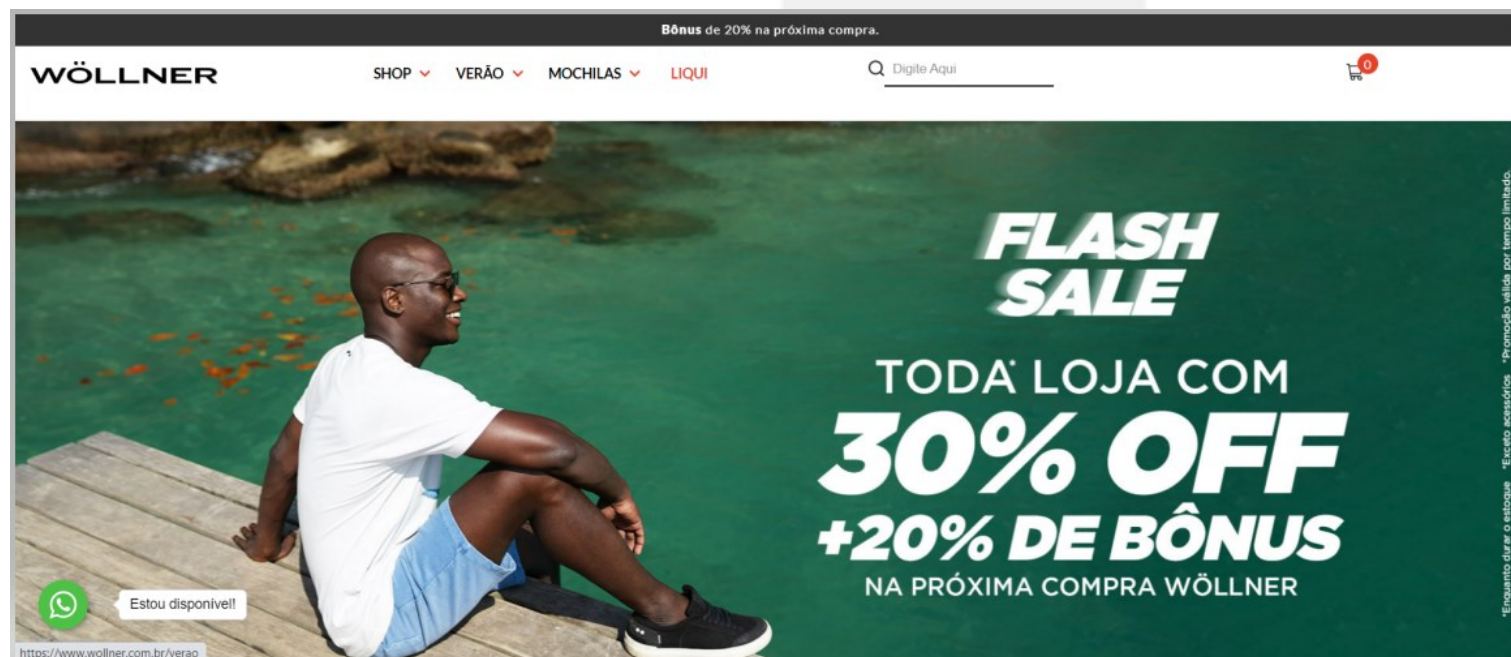 Bônus de 20% na próxima compra.
WÖLLNER
SHOP
VERÃO
MOCHILAS
LIQUI
Digite Aqui
0
FLASH
SALE
TODA* LOJA COM
30% OFF
+20% DE BÔNUS
NA PRÓXIMA COMPRA WÖLLNER
*Enquanto durar o estoque *Exceto acessórios *Promoção válida por tempo limitado.
Estou disponivel!
https://www.wollner.com.br/verao